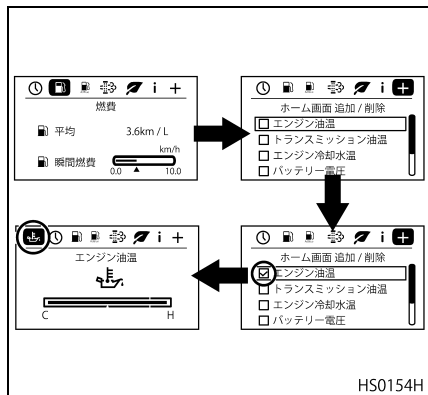 燃費
平均 3.6km / L
瞬間燃費 km/h
0.0 10.0
ホーム画面 追加 / 削除
エンジン油温
トランスミッション油温
エンジン冷却水温
バッテリー電圧
エンジン油温
C H
ホーム画面 追加 / 削除
エンジン油温
トランスミッション油温
エンジン冷却水温
バッテリー電圧
HS0154H